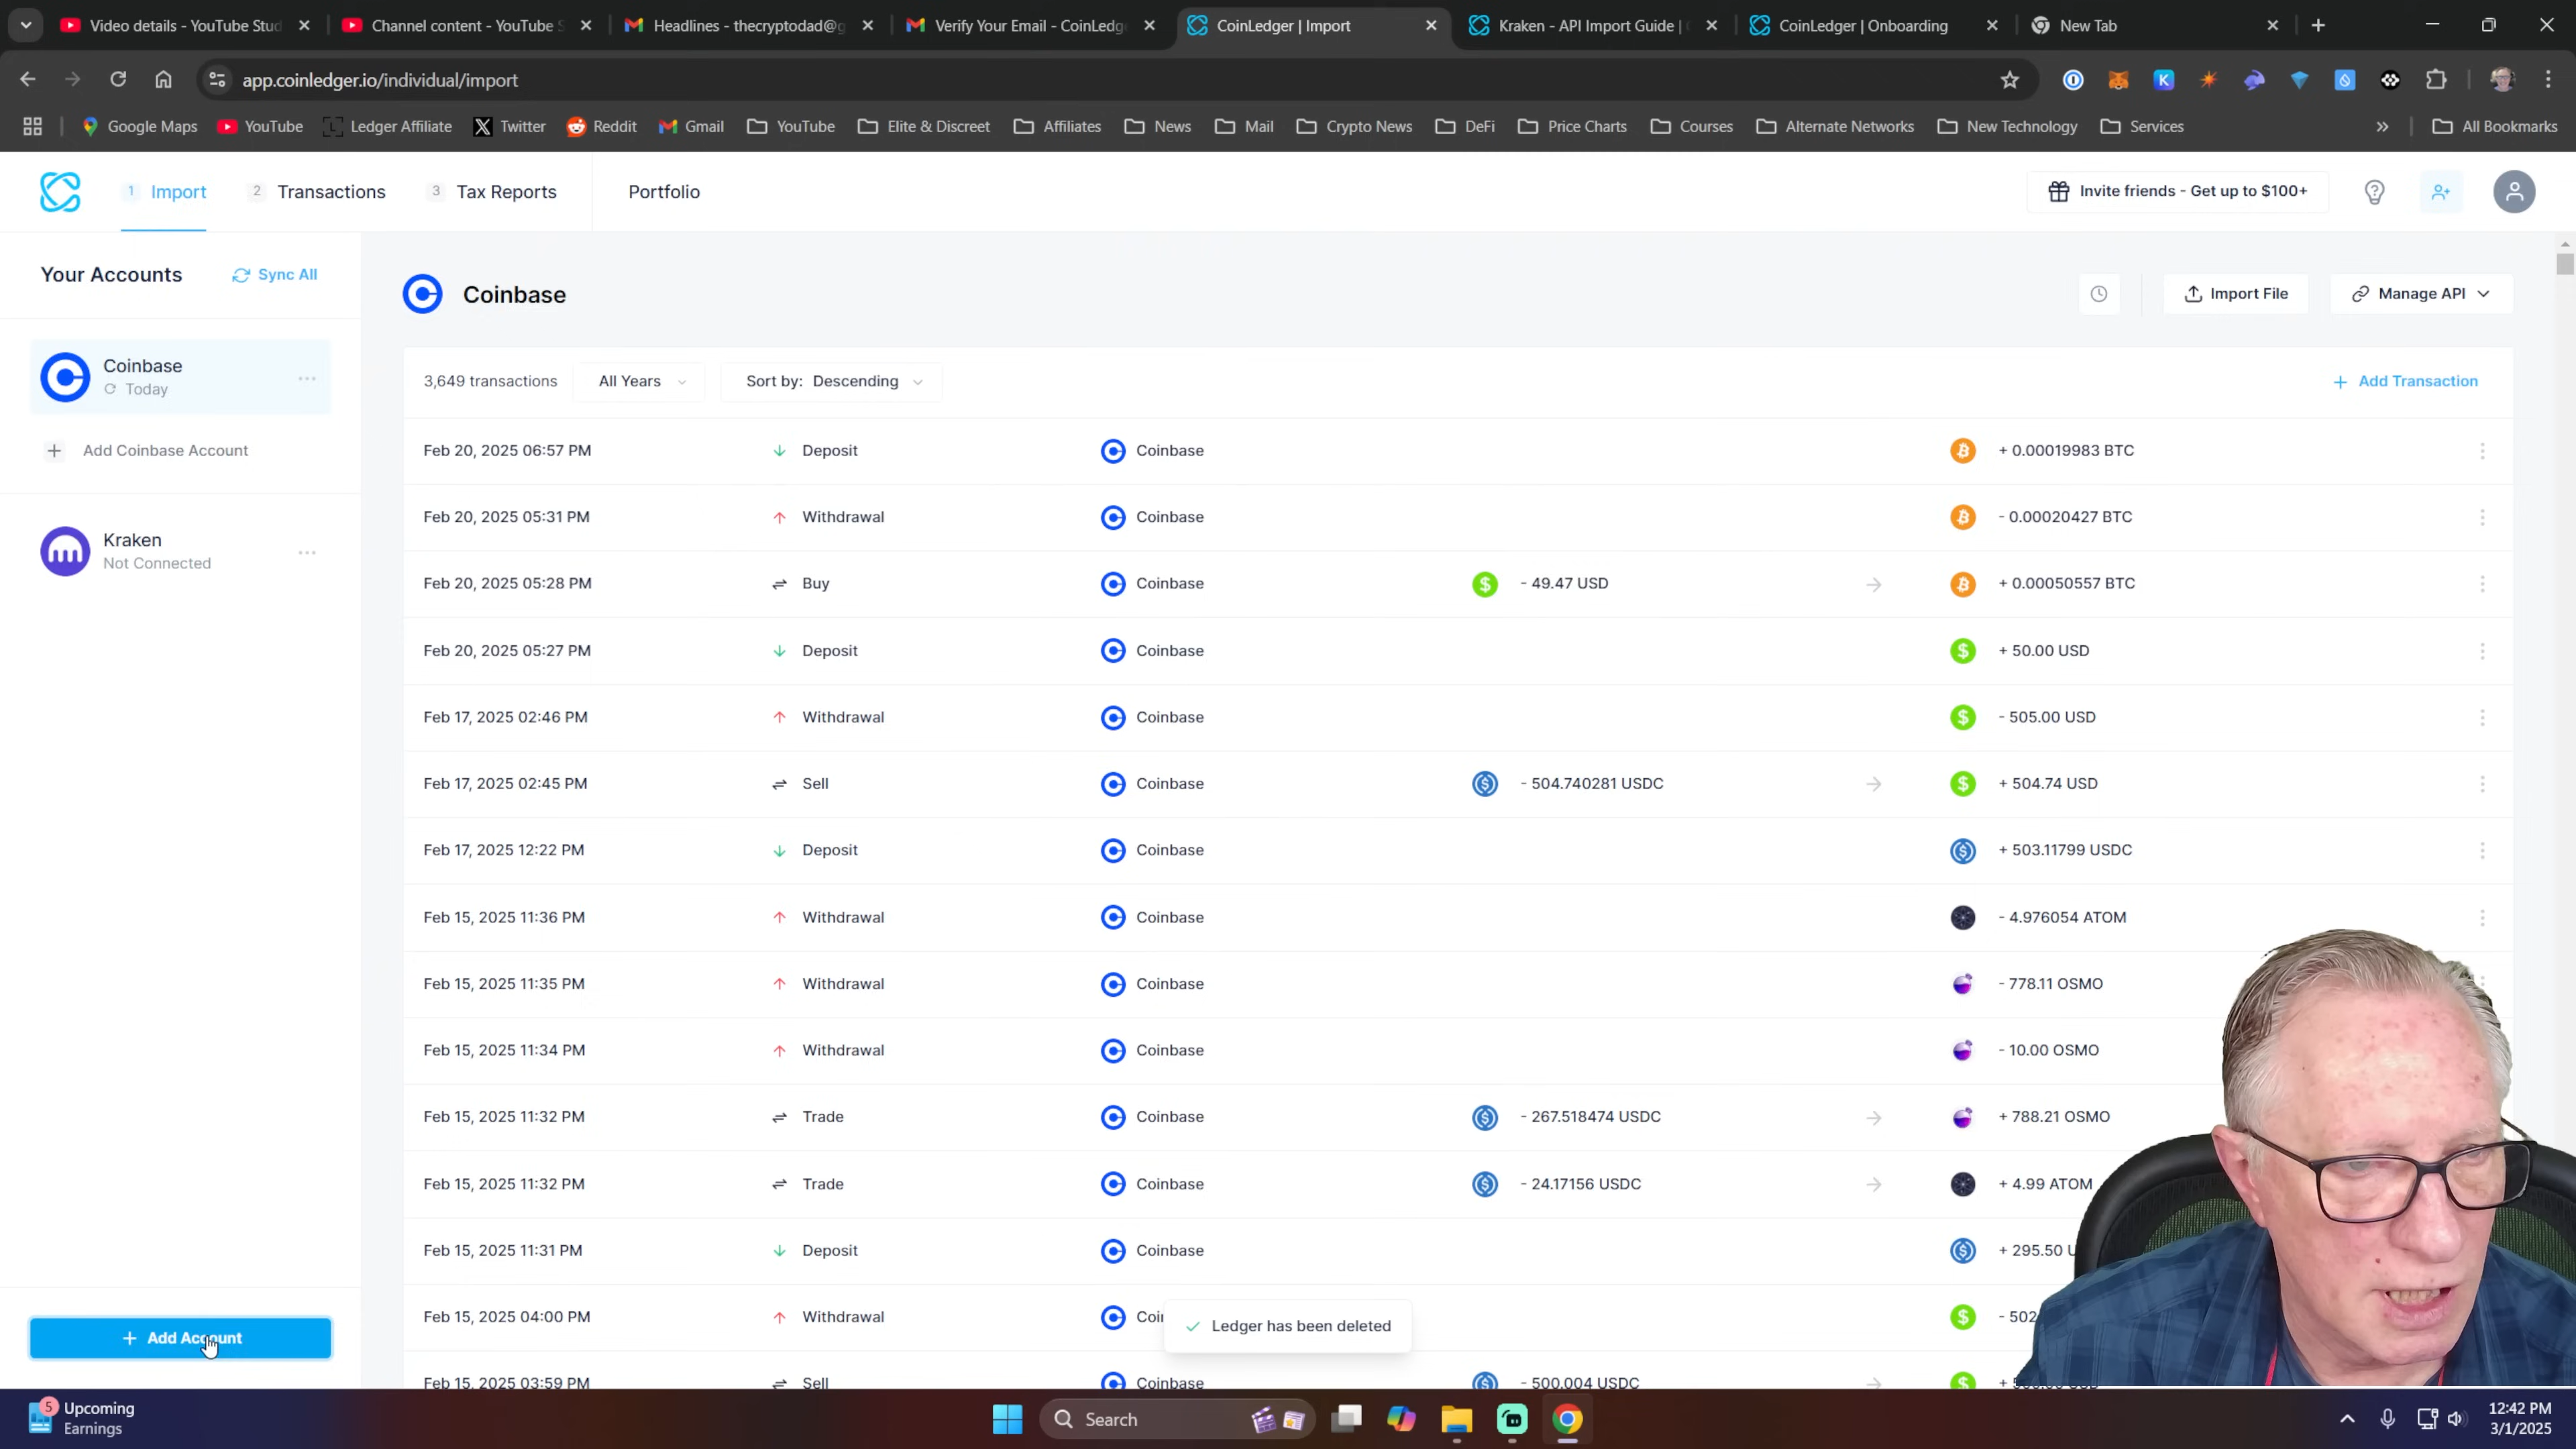 Video details - YouTube Stud
Channel content - YouTube S
Headlines - thecryptodad@g
Verify Your Email - CoinLedge
CoinLedger | Import
Kraken - API Import Guide |
CoinLedger | Onboarding
New Tab
app.coinledger.io/individual/import
Google Maps
YouTube
Ledger Affiliate
Twitter
Reddit
Gmail
YouTube
Elite & Discreet
Affiliates
News
Mail
Crypto News
DeFi
Price Charts
Courses
Alternate Networks
New Technology
Services
All Bookmarks
1 Import
2 Transactions
3 Tax Reports
Portfolio
Invite friends - Get up to $100+
Your Accounts
Sync All
Coinbase
Today
Add Coinbase Account
Kraken
Not Connected
Add Account
Coinbase
Import File
Manage API
3,649 transactions
All Years
Sort by: Descending
Add Transaction
Feb 20, 2025 06:57 PM Deposit Coinbase + 0.00019983 BTC
Feb 20, 2025 05:31 PM Withdrawal Coinbase - 0.00020427 BTC
Feb 20, 2025 05:28 PM Buy Coinbase - 49.47 USD + 0.00050557 BTC
Feb 20, 2025 05:27 PM Deposit Coinbase + 50.00 USD
Feb 17, 2025 02:46 PM Withdrawal Coinbase - 505.00 USD
Feb 17, 2025 02:45 PM Sell Coinbase - 504.740281 USDC + 504.74 USD
Feb 17, 2025 12:22 PM Deposit Coinbase + 503.11799 USDC
Feb 15, 2025 11:36 PM Withdrawal Coinbase - 4.976054 ATOM
Feb 15, 2025 11:35 PM Withdrawal Coinbase - 778.11 OSMO
Feb 15, 2025 11:34 PM Withdrawal Coinbase - 10.00 OSMO
Feb 15, 2025 11:32 PM Trade Coinbase - 267.518474 USDC + 788.21 OSMO
Feb 15, 2025 11:32 PM Trade Coinbase - 24.17156 USDC + 4.99 ATOM
Feb 15, 2025 11:31 PM Deposit Coinbase + 295.50 U
Feb 15, 2025 04:00 PM Withdrawal Coi - 502
Ledger has been deleted
Feb 15, 2025 03:59 PM Sell Coinbase - 500.004 USDC
5
Upcoming
Earnings
Search
12:42 PM
3/1/2025